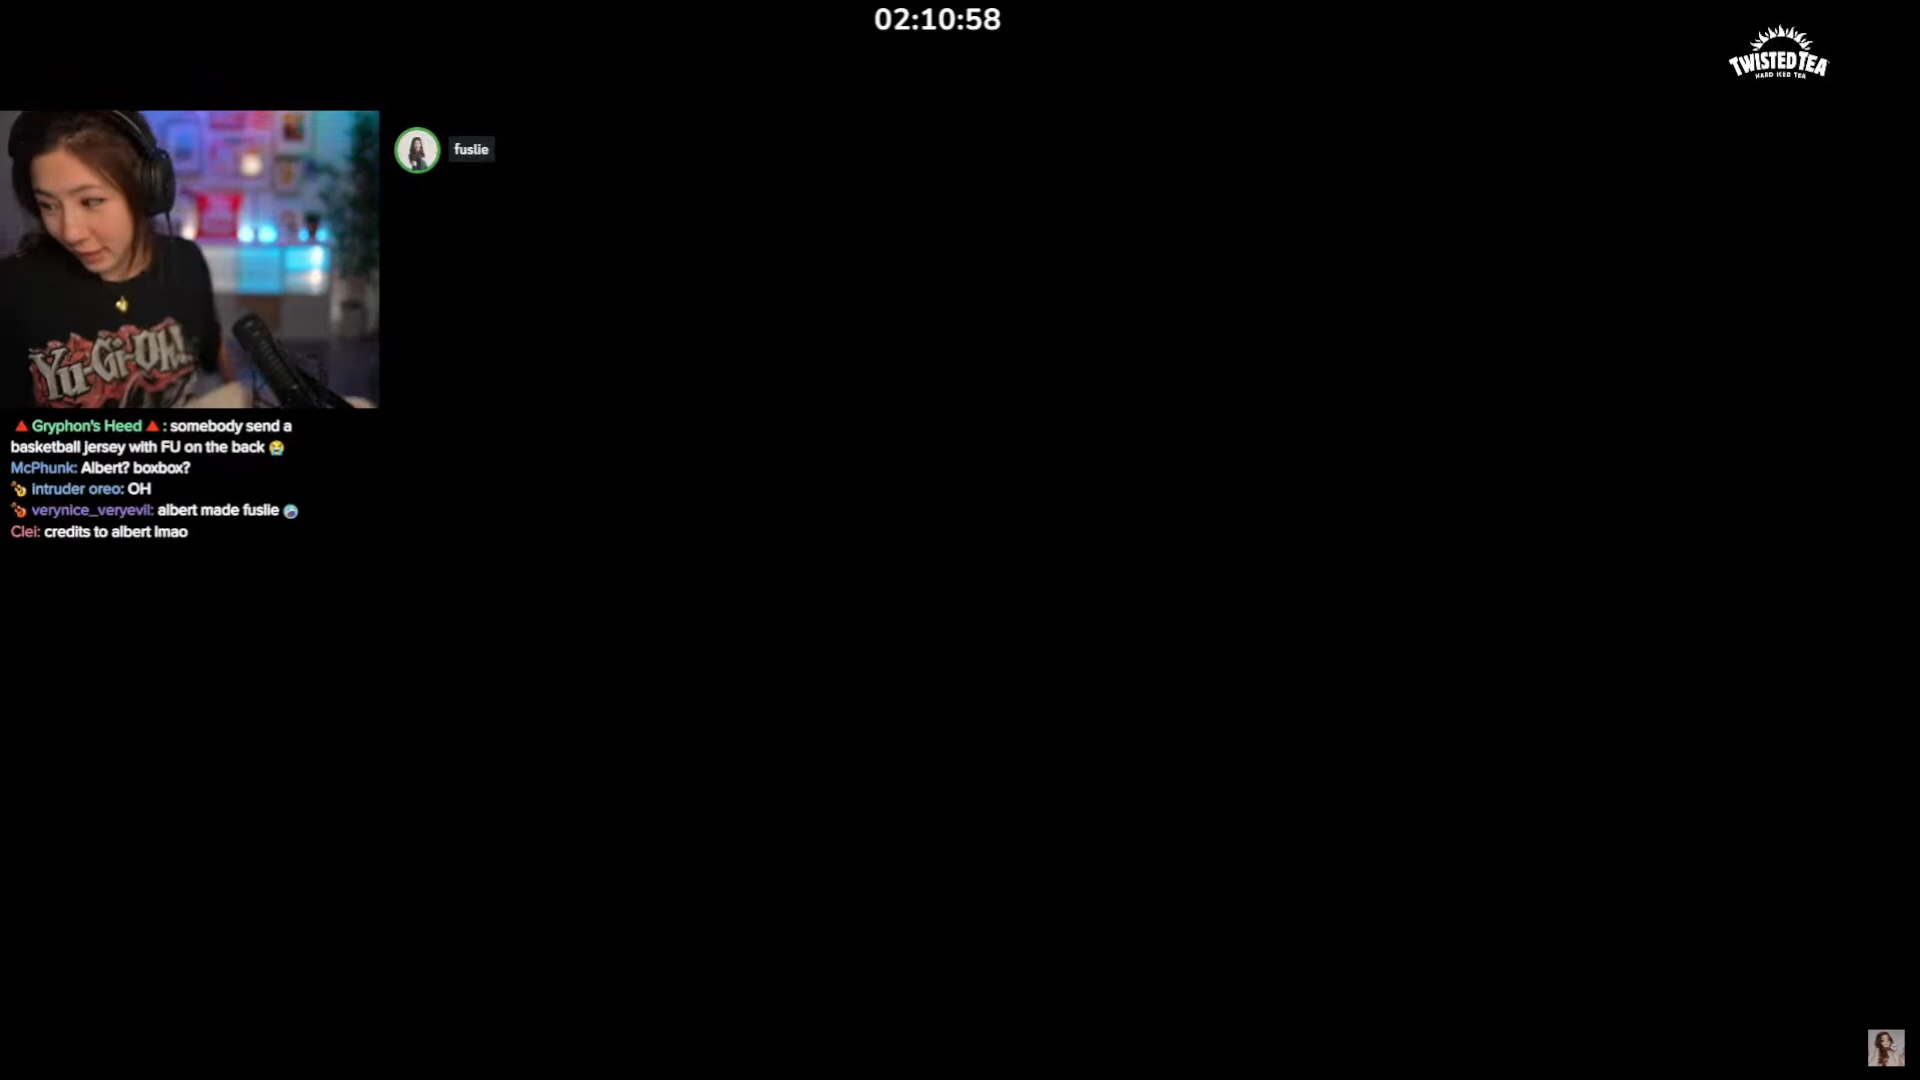 02:10:58
TWISTED TEA
HARD ICED TEA
fuslie
Yu-Gi-Oh!
Gryphon's Heed : somebody send a
basketball jersey with FU on the back 😭
McPhunk: Albert? boxbox?
Intruder oreo: OH
verynice_veryevil: albert made fuslie
Clei: credits to albert lmao